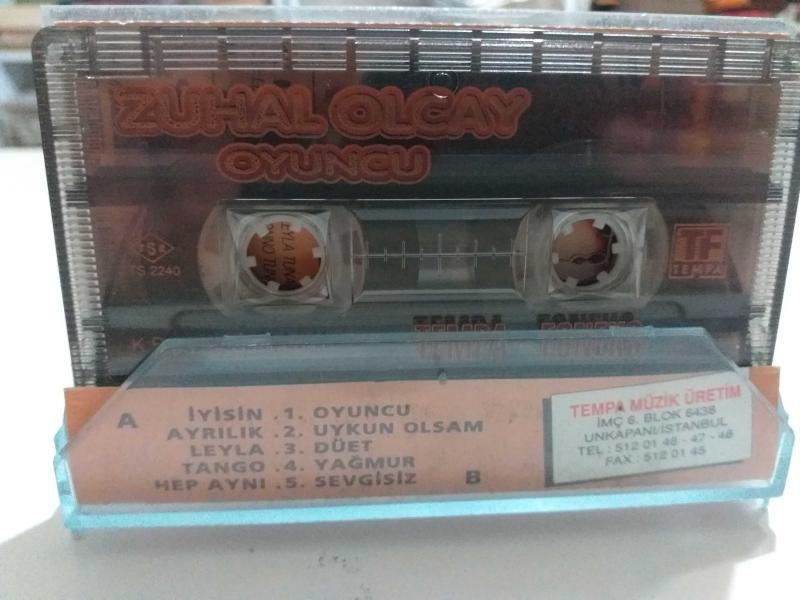 ZUHAL OLCAY
OYUNCU
TSE
TS 2240
TF
TEMPA
A İYİSİN .1. OYUNCU
AYRILIK .2. UYKUN OLSAM
LEYLA .3. DÜET
TANGO .4. YAĞMUR
HEP AYNI .5. SEVGİSİZ B
TEMPA MÜZİK ÜRETİM
İMÇ 6. BLOK 6438
UNKAPANI/İSTANBUL
TEL : 512 01 46 - 47 - 48
FAX : 512 01 45